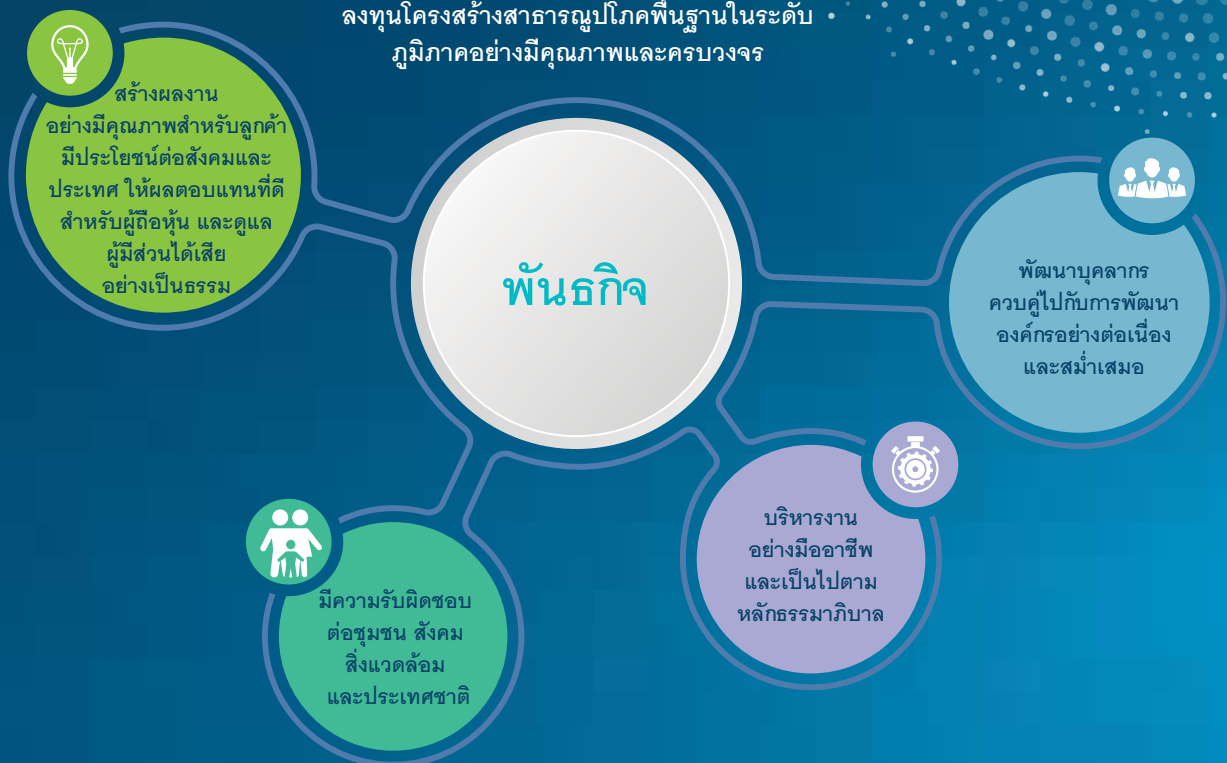 ลงทุนโครงสร้างสาธารณูปโภคพื้นฐานในระดับ
ภูมิภาคอย่างมีคุณภาพและครบวงจร
สร้างผลงาน
อย่างมีคุณภาพสำหรับลูกค้า
มีประโยชน์ต่อสังคมและ
ประเทศ ให้ผลตอบแทนที่ดี
สำหรับผู้ถือหุ้น และดูแล
ผู้มีส่วนได้เสีย
อย่างเป็นธรรม
พันธกิจ
พัฒนาบุคลากร
ควบคู่ไปกับการพัฒนา
องค์กรอย่างต่อเนื่อง
และสม่ำเสมอ
บริหารงาน
อย่างมืออาชีพ
และเป็นไปตาม
หลักธรรมาภิบาล
มีความรับผิดชอบ
ต่อชุมชน สังคม
สิ่งแวดล้อม
และประเทศชาติ